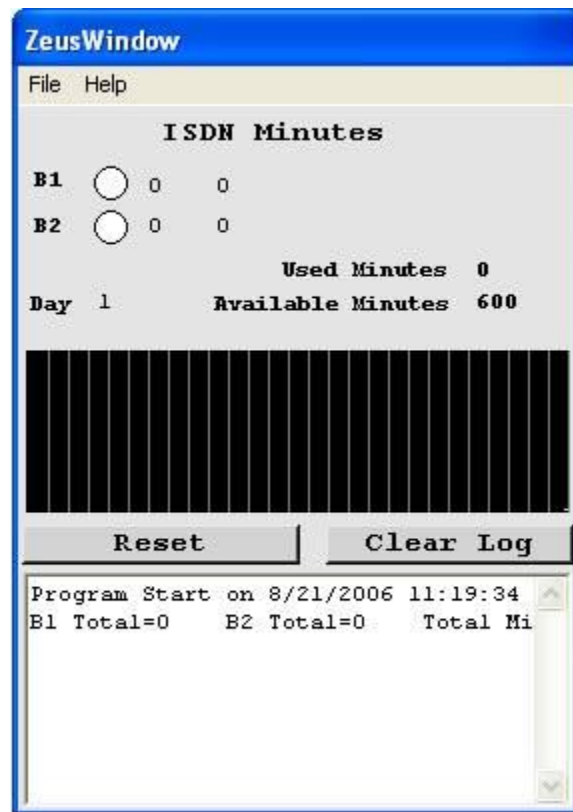 ZeusWindow
File Help
ISDN Minutes
B1 0 0
B2 0 0
Used Minutes 0
Day 1 Available Minutes 600
Reset Clear Log
Program Start on 8/21/2006 11:19:34
B1 Total=0 B2 Total=0 Total Mi